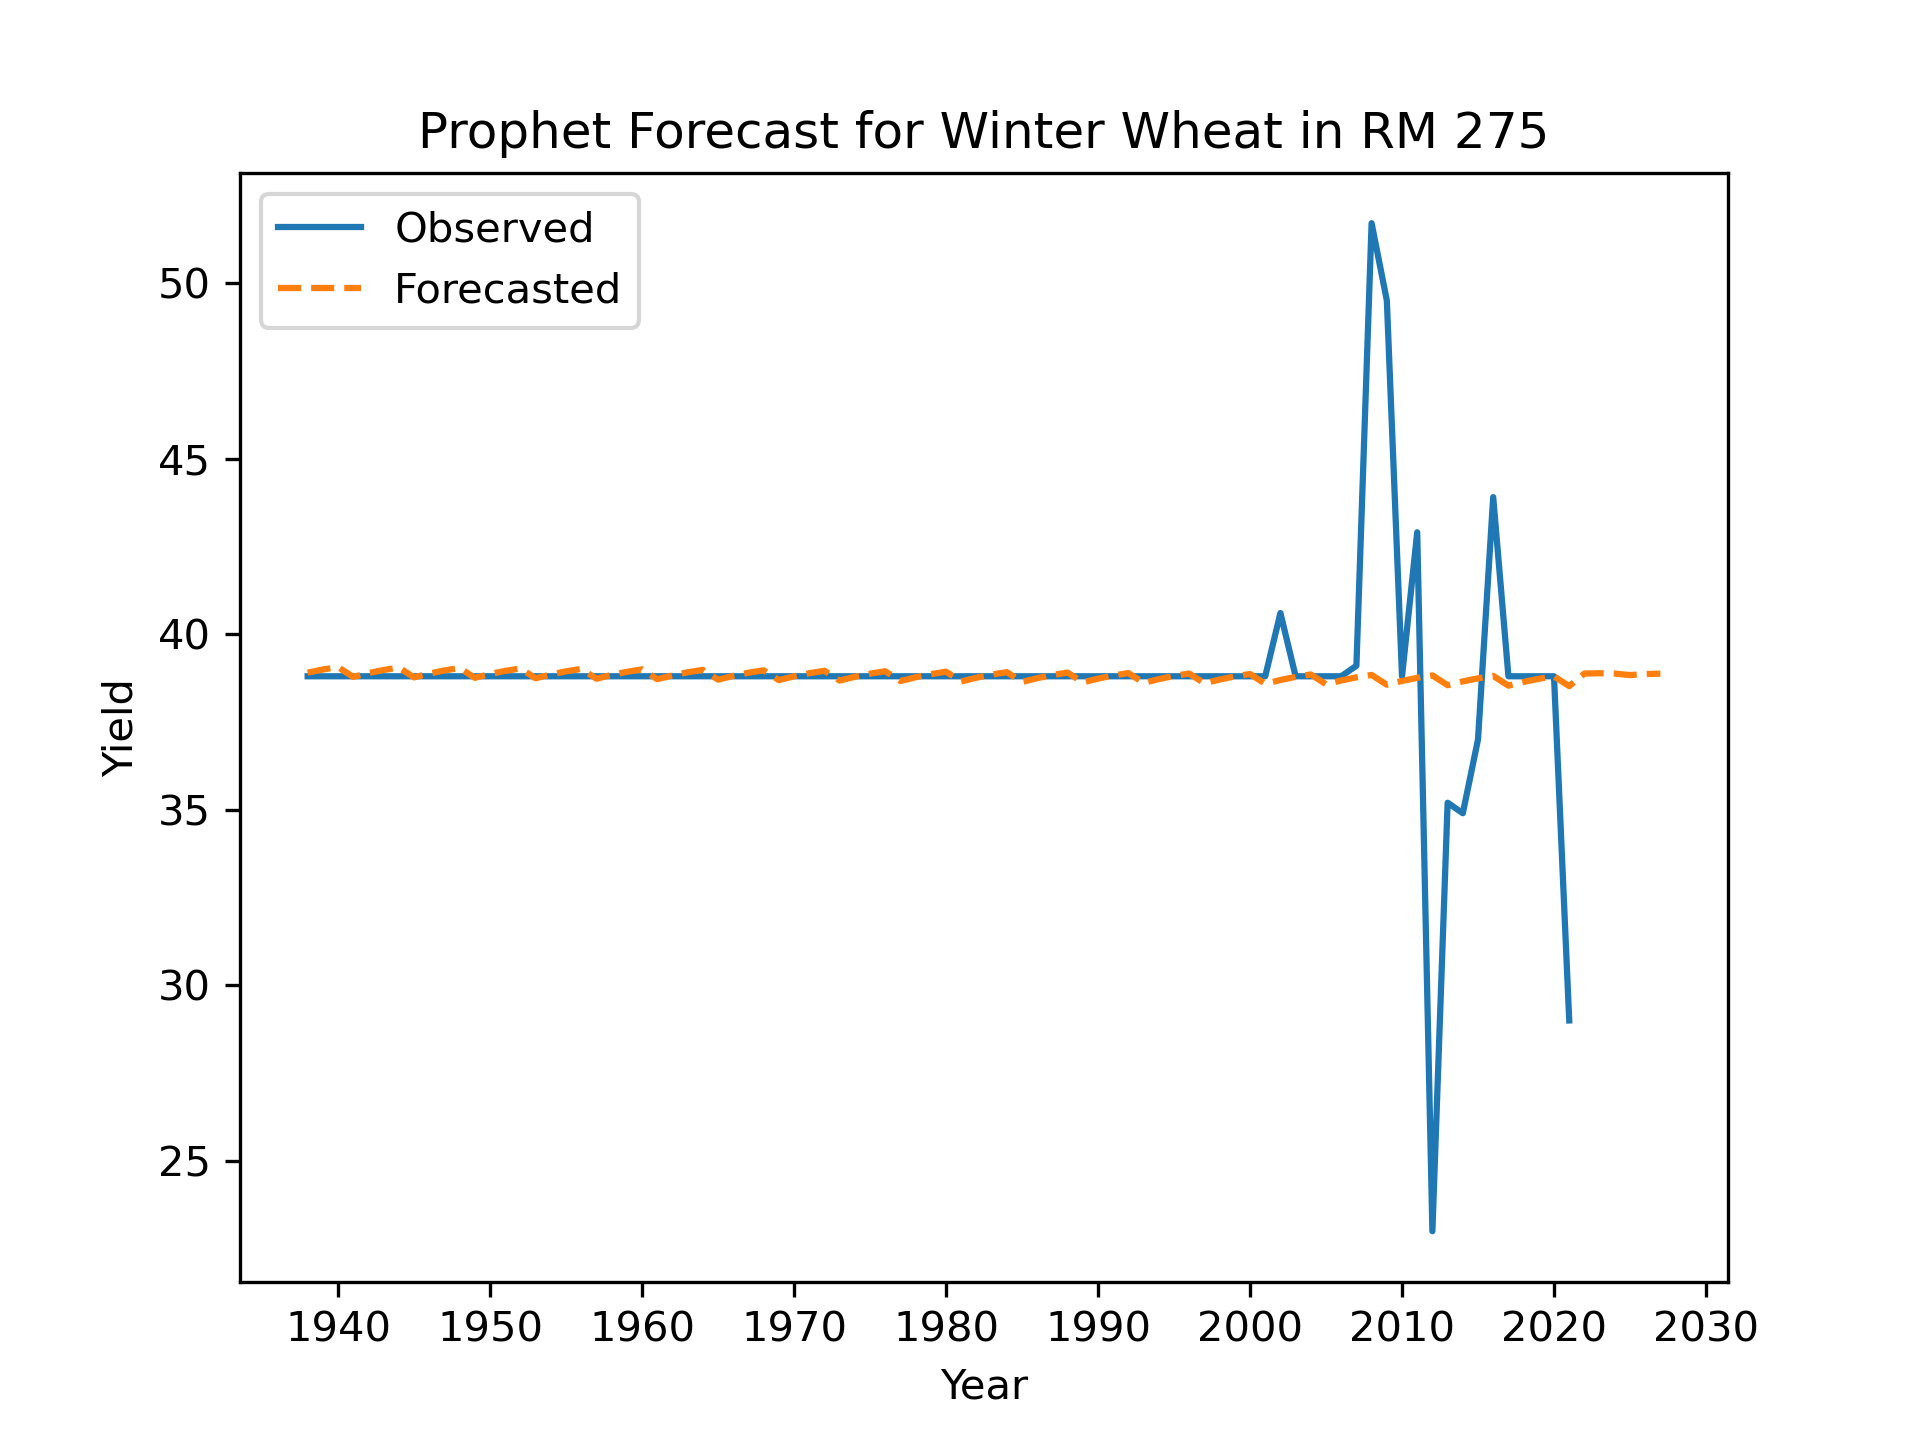 Prophet Forecast for Winter Wheat in RM 275
Observed
Forecasted
50
45
40
35
30
25
Yield
1940 1950 1960 1970 1980 1990 2000 2010 2020 2030
Year